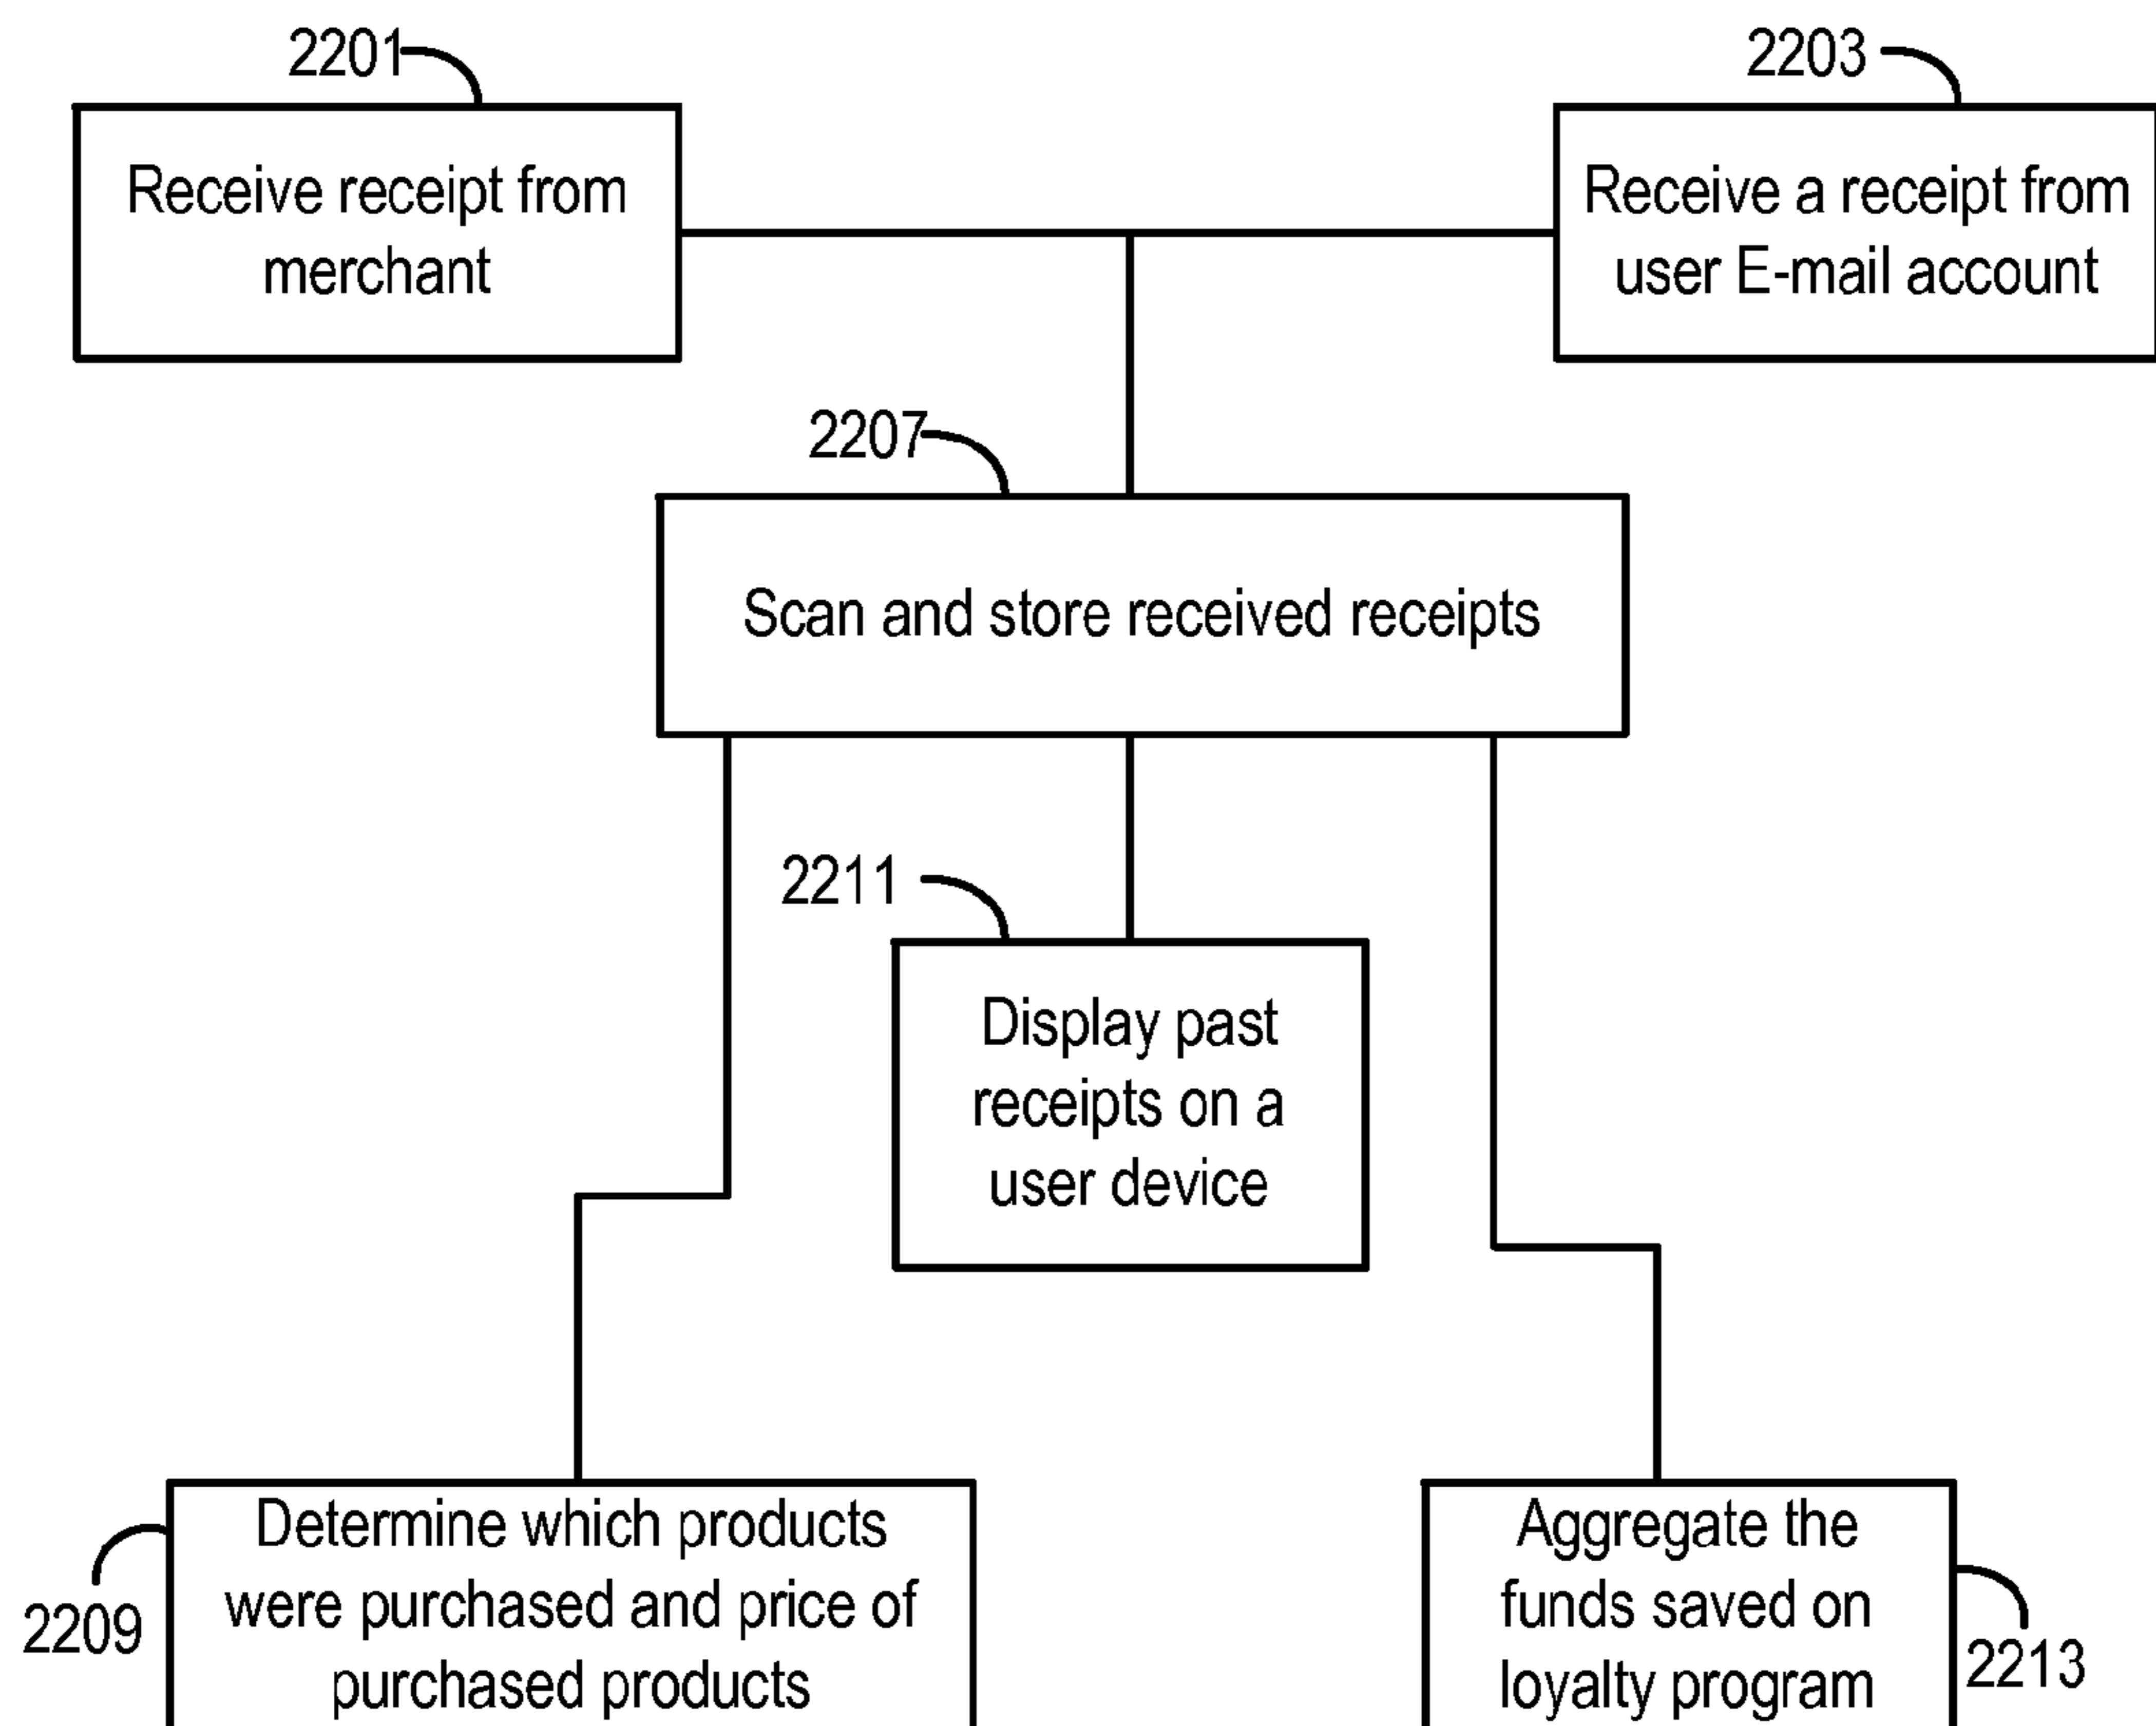 2201
Receive receipt from
merchant
2203
Receive a receipt from
user E-mail account
2207
Scan and store received receipts
2211
Display past
receipts on a
user device
2209
Determine which products
were purchased and price of
purchased products
Aggregate the
funds saved on
loyalty program
2213